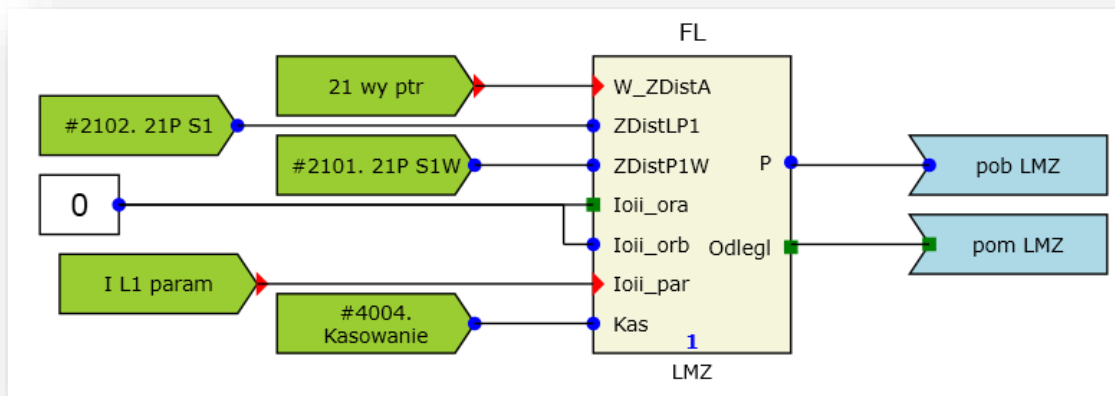 FL
21 wy ptr
W_ZDistA
#2102. 21P S1
ZDistLP1
#2101. 21P S1W
ZDistP1W
P
pob LMZ
0
Ioii_ora
Ioii_orb
Odlegl
pom LMZ
I L1 param
Ioii_par
#4004.
Kasowanie
Kas
1
LMZ